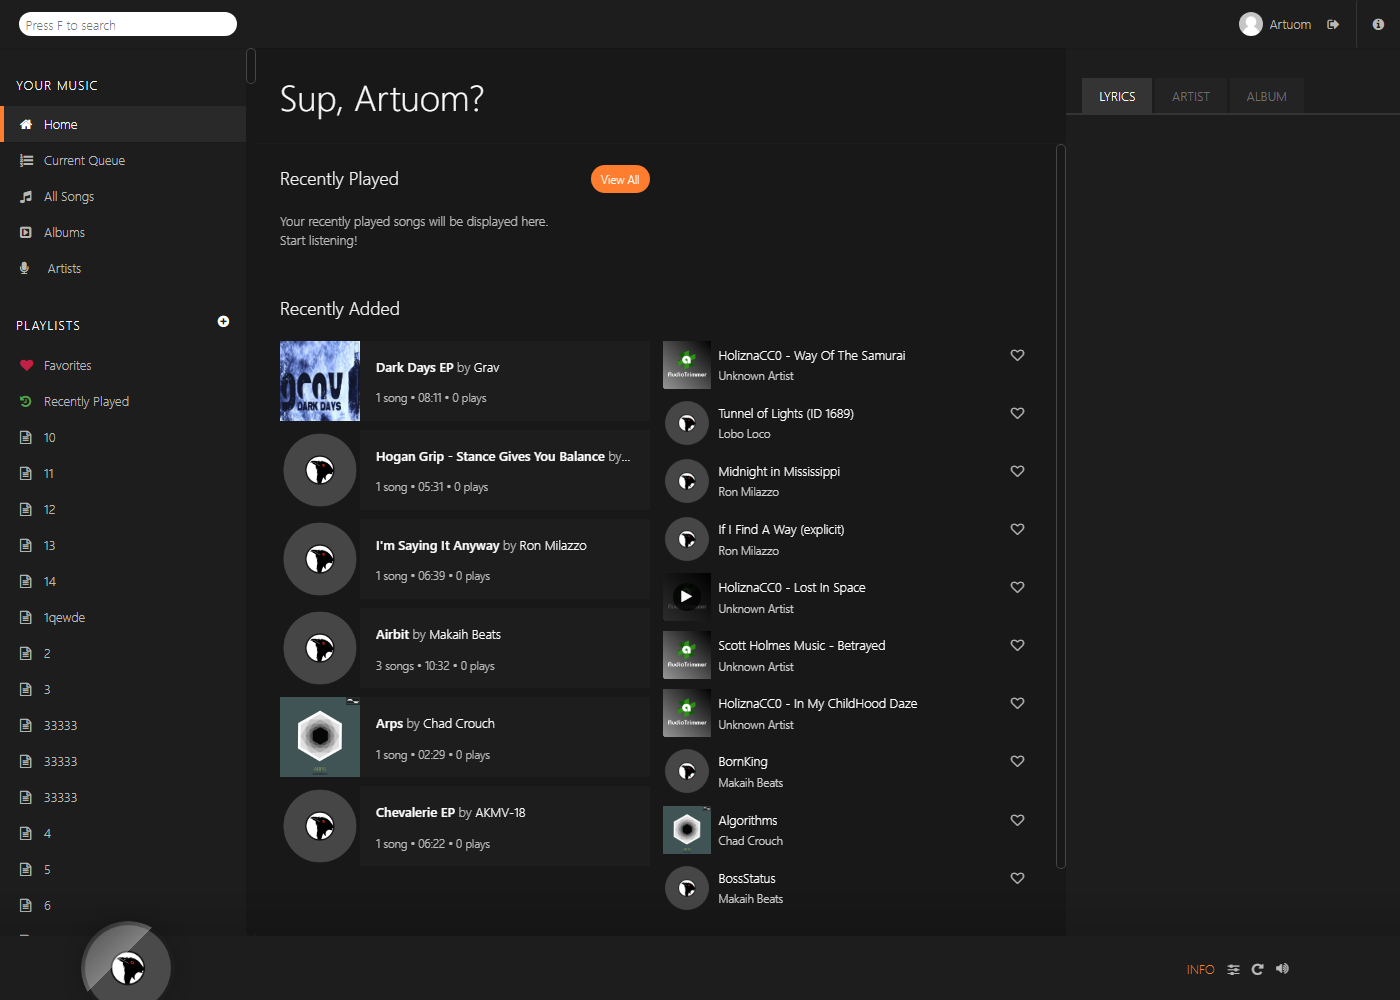 Press F to search
Artuom
YOUR MUSIC
Home
Current Queue
All Songs
Albums
Artists
PLAYLISTS
Favorites
Recently Played
10
11
12
13
14
1qewde
2
3
33333
33333
33333
4
5
6
Sup, Artuom?
Recently Played
View All
Your recently played songs will be displayed here.
Start listening!
Recently Added
GRAV
DARK DAYS
Dark Days EP by Grav
1 song • 08:11 • 0 plays
Hogan Grip - Stance Gives You Balance by...
1 song • 05:31 • 0 plays
I'm Saying It Anyway by Ron Milazzo
1 song • 06:39 • 0 plays
Airbit by Makaih Beats
3 songs • 10:32 • 0 plays
ARPS
Arps by Chad Crouch
1 song • 02:29 • 0 plays
Chevalerie EP by AKMV-18
1 song • 06:22 • 0 plays
AudioTrimmer
HoliznaCC0 - Way Of The Samurai
Unknown Artist
Tunnel of Lights (ID 1689)
Lobo Loco
Midnight in Mississippi
Ron Milazzo
If I Find A Way (explicit)
Ron Milazzo
AudioTrimmer
HoliznaCC0 - Lost In Space
Unknown Artist
AudioTrimmer
Scott Holmes Music - Betrayed
Unknown Artist
AudioTrimmer
HoliznaCC0 - In My ChildHood Daze
Unknown Artist
BornKing
Makaih Beats
Algorithms
Chad Crouch
BossStatus
Makaih Beats
LYRICS
ARTIST
ALBUM
INFO